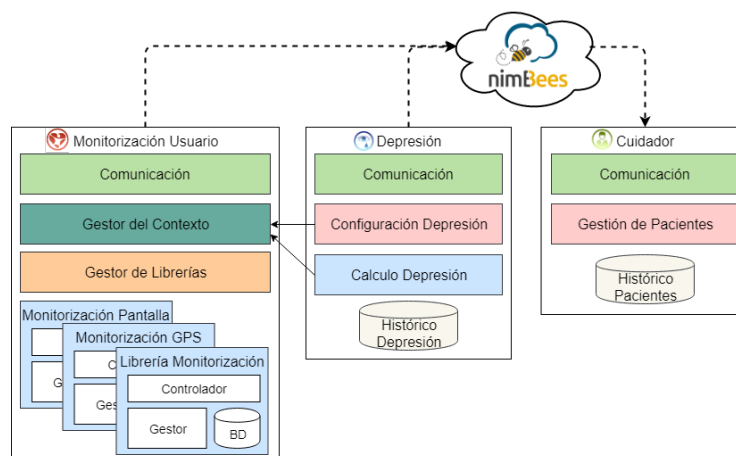 nimBees
Monitorización Usuario
Comunicación
Gestor del Contexto
Gestor de Librerías
Monitorización Pantalla
Monitorización GPS
Librería Monitorización
Controlador
Gestor
BD
Depresión
Comunicación
Configuración Depresión
Calculo Depresión
Histórico
Depresión
Cuidador
Comunicación
Gestión de Pacientes
Histórico
Pacientes